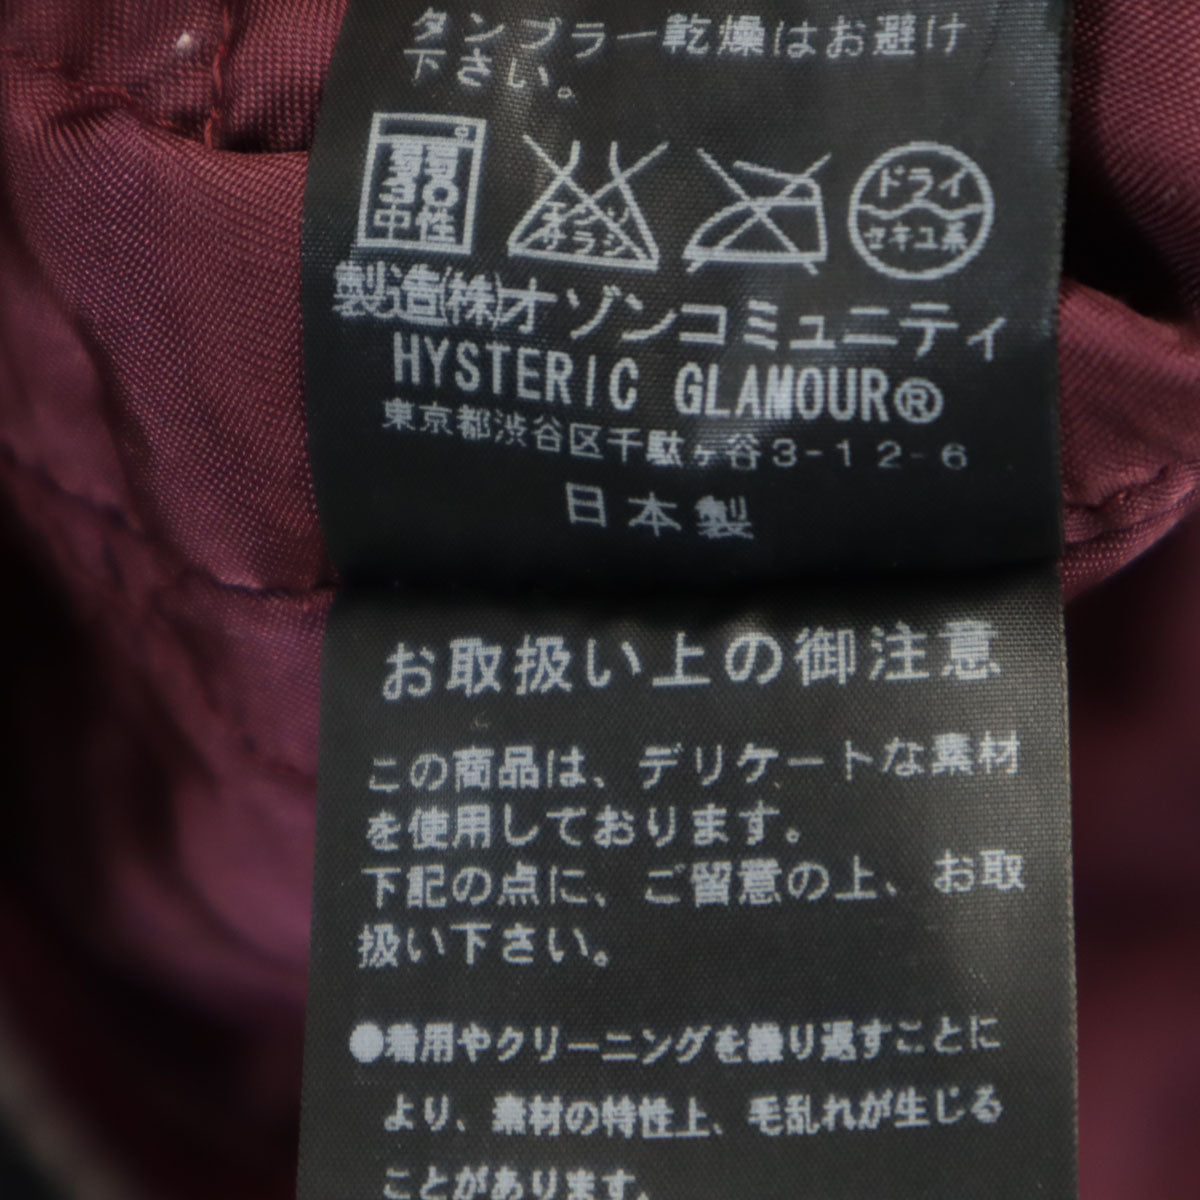 タンブラー乾燥はお避け
下さい。
弱
30
中性
エンソ
サラシ
ドライ
セキユ系
製造(株)オゾンコミュニティ
HYSTERIC GLAMOUR®
東京都渋谷区千駄ヶ谷3-12-6
日本製
お取扱い上の御注意
この商品は、デリケートな素材
を使用しております。
下記の点に、ご留意の上、お取
扱い下さい。
●着用やクリーニングを繰り返すことに
より、素材の特性上、毛乱れが生じる
ことがあります。